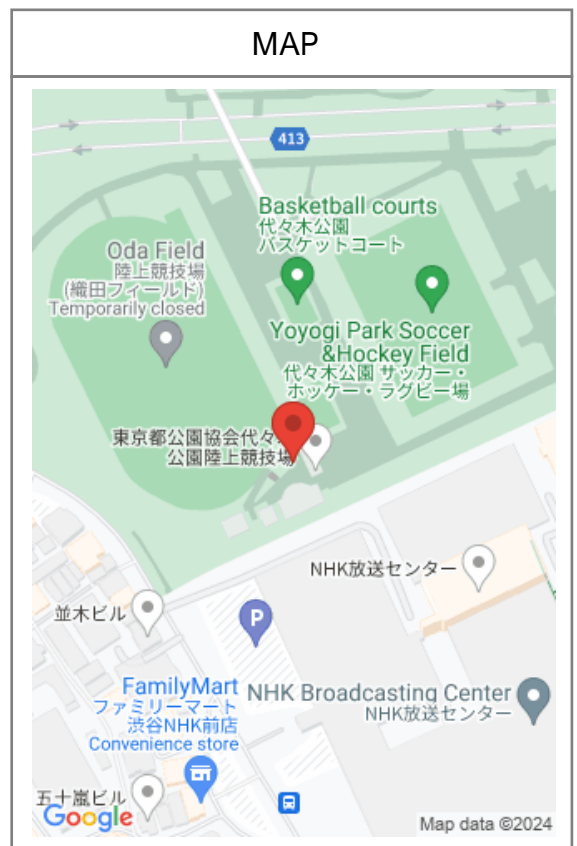 MAP
413
Basketball courts
代々木公園
バスケットコート
Oda Field
陸上競技場
(織田フィールド)
Temporarily closed
Yoyogi Park Soccer
&Hockey Field
代々木公園 サッカー・
ホッケー・ラグビー場
東京都公園協会代々
公園陸上競技場
NHK放送センター
並木ビル
P
FamilyMart
ファミリーマート
渋谷NHK前店
Convenience store
NHK Broadcasting Center
NHK放送センター
五十嵐ビル
Google
Map data ©2024